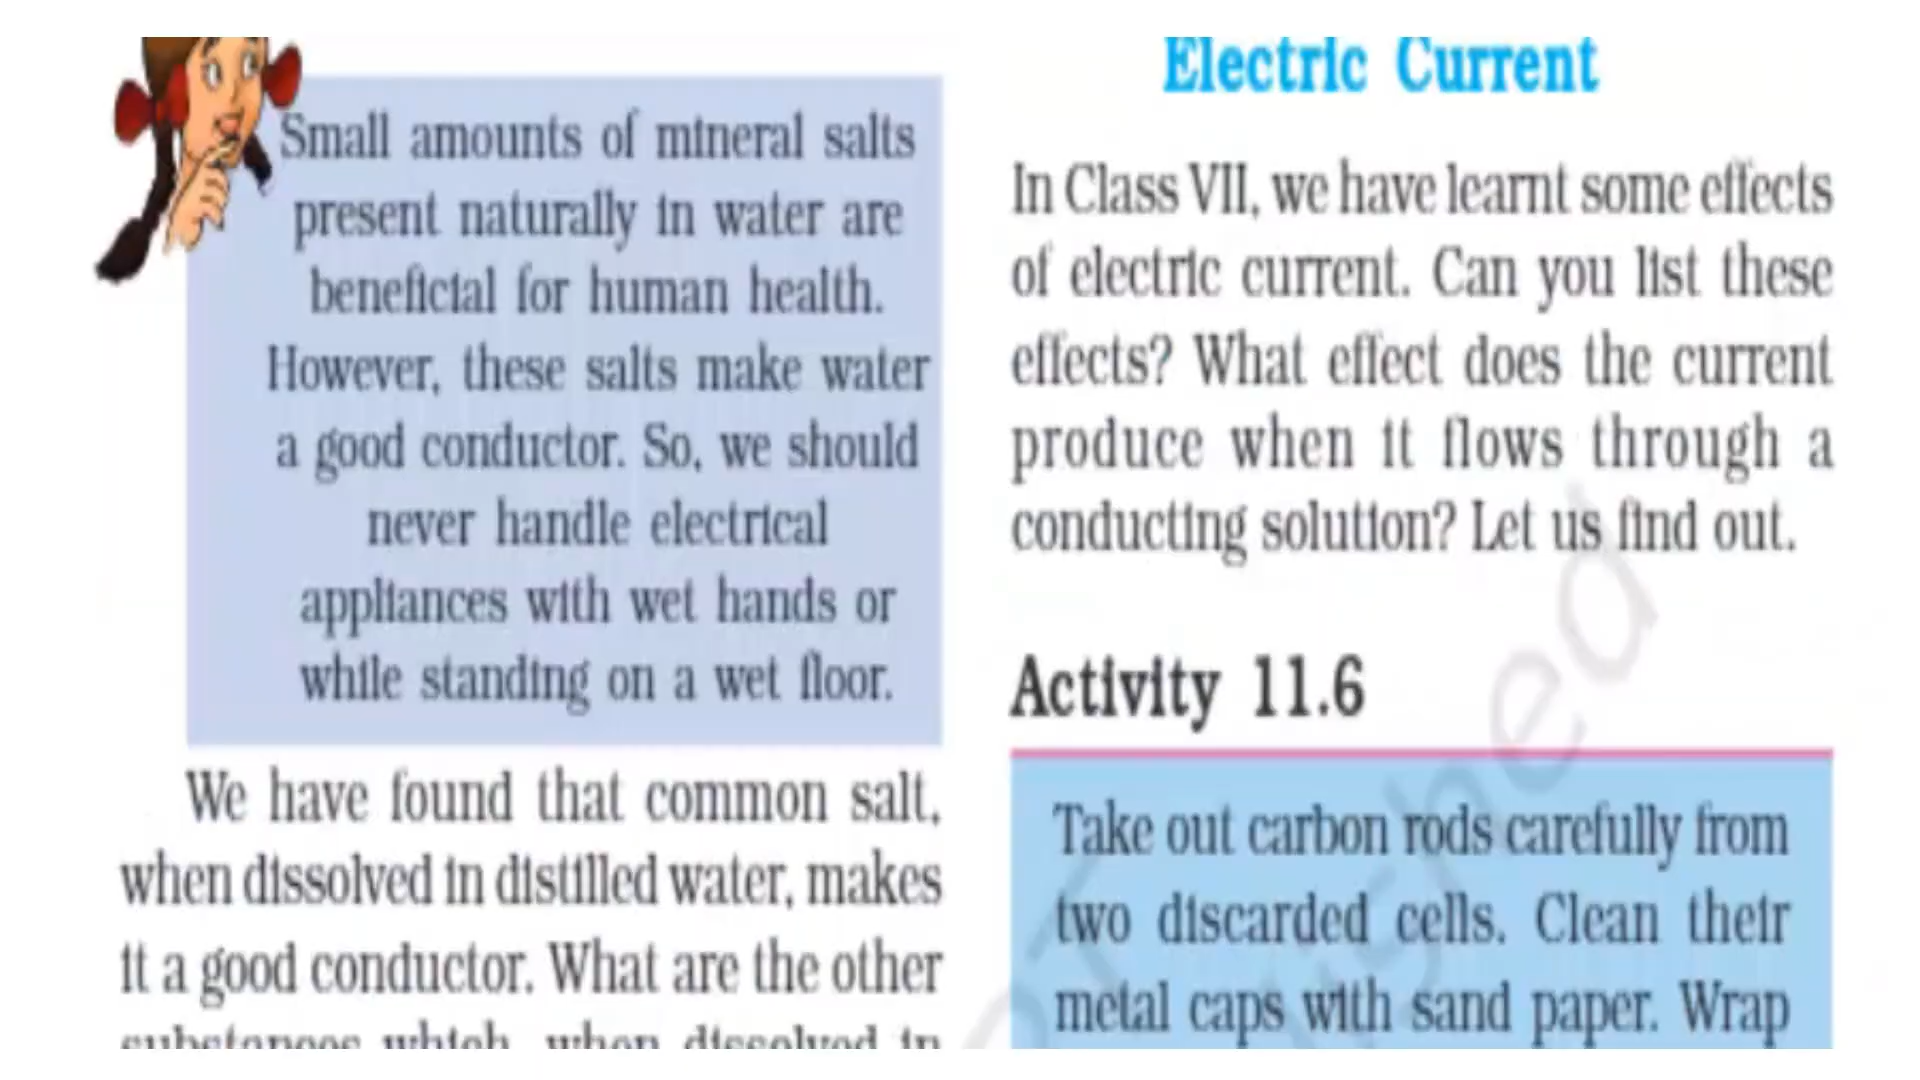 Small amounts of mineral salts
present naturally in water are
beneficial for human health.
However, these salts make water
a good conductor. So, we should
never handle electrical
appliances with wet hands or
while standing on a wet floor.
We have found that common salt,
when dissolved in distilled water, makes
it a good conductor. What are the other
substances which, when dissolved in
Electric Current
In Class VII, we have learnt some effects
of electric current. Can you list these
effects? What effect does the current
produce when it flows through a
conducting solution? Let us find out.
Activity 11.6
Take out carbon rods carefully from
two discarded cells. Clean their
metal caps with sand paper. Wrap